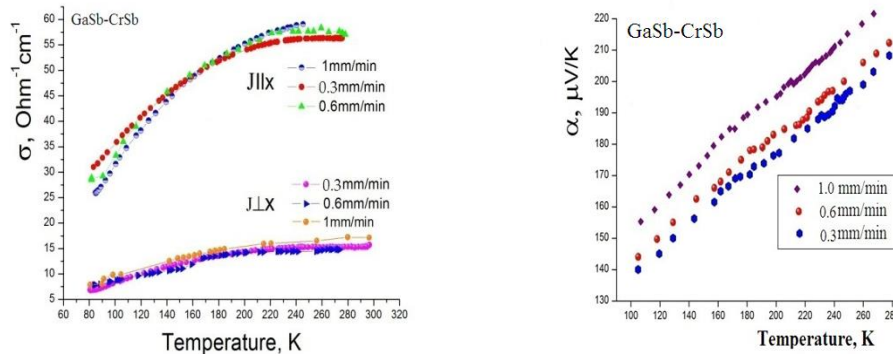 GaSb-CrSb
σ, Ohm⁻¹cm⁻¹
65
60
55
50
45
40
35
30
25
20
15
10
5
J||x
1mm/min
0.3mm/min
0.6mm/min
J⊥x
0.3mm/min
0.6mm/min
1mm/min
60 80 100 120 140 160 180 200 220 240 260 280 300 320
Temperature, K
GaSb-CrSb
α, μV/K
220
210
200
190
180
170
160
150
140
130
1.0 mm/min
0.6mm/min
0.3mm/min
100 120 140 160 180 200 220 240 260 280
Temperature, K